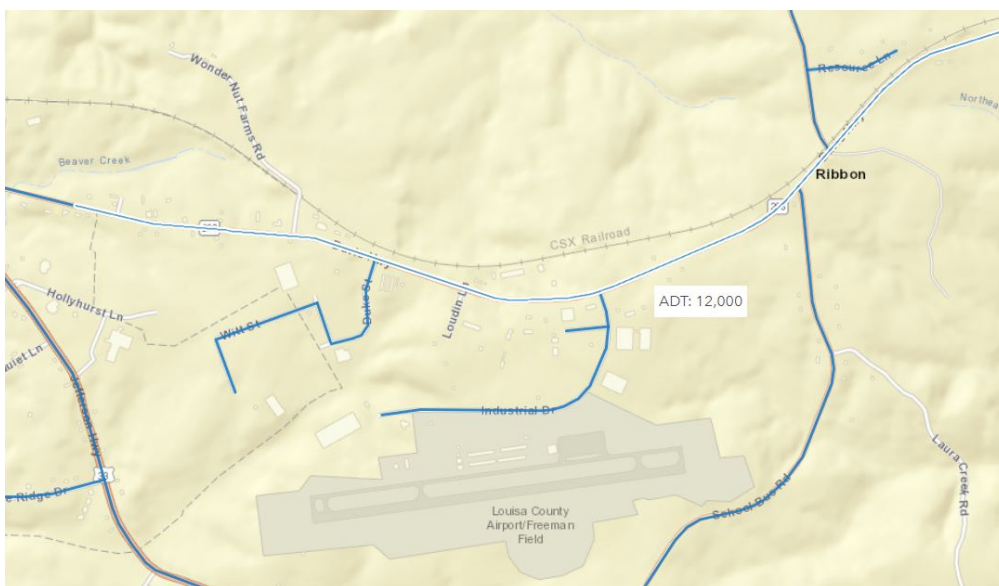 Wonder Nut Farms Rd
Resource Ln
Northea
Beaver Creek
Ribbon
CSX Railroad
Hollyhurst Ln
Duke St
Loudin Ln
ADT: 12,000
Witt St
uiet Ln
Jefferson Hwy
Industrial Dr
Laura Creek Rd
33
e Ridge Dr
School Bus Rd
Louisa County
Airport/Freeman
Field